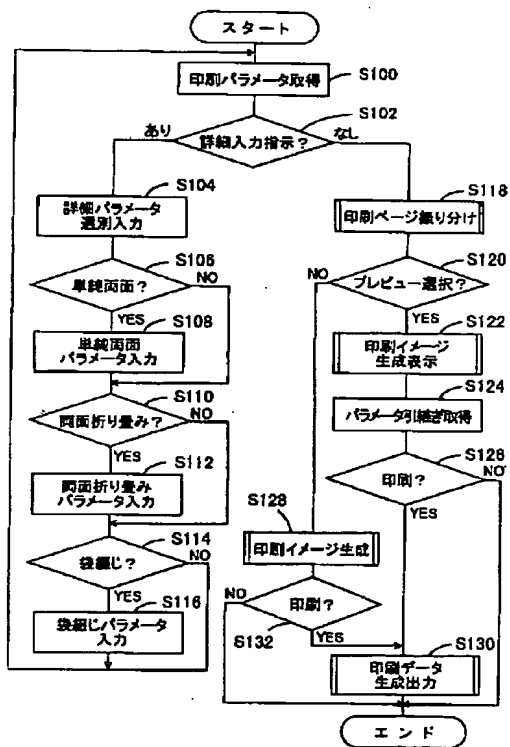 スタート
S100
印刷パラメータ取得
S102
詳細入力指示？
あり
なし
S104
詳細パラメータ
選別入力
S106
単純両面？
NO
YES
S108
単純両面
パラメータ入力
S110
両面折り畳み？
NO
YES
S112
両面折り畳み
パラメータ入力
S114
袋綴じ？
NO
YES
S116
袋綴じパラメータ
入力
S118
印刷ページ振り分け
S120
プレビュー選択？
NO
YES
S122
印刷イメージ
生成表示
S124
パラメータ引継ぎ取得
S126
印刷？
NO
YES
S128
印刷イメージ生成
印刷？
NO
YES
S132
S130
印刷データ
生成出力
エンド